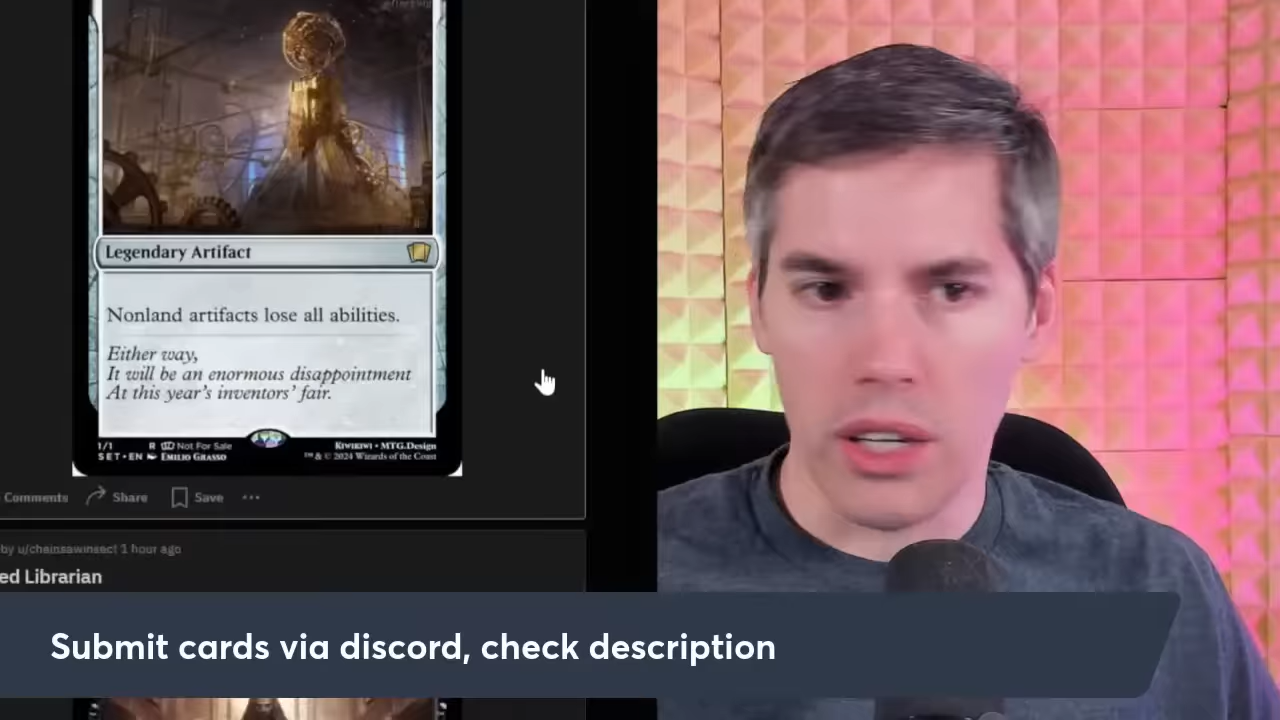 Legendary Artifact
Nonland artifacts lose all abilities.
Either way,
It will be an enormous disappointment
At this year's inventors' fair.
1/1 R Not For Sale
SET • EN EMILIO GRASSO
KIWIKIWI • MTG.DESIGN
™ & © 2024 Wizards of the Coast
Comments Share Save •••
by u/chainsawinsect 1 hour ago
ed Librarian
Submit cards via discord, check description